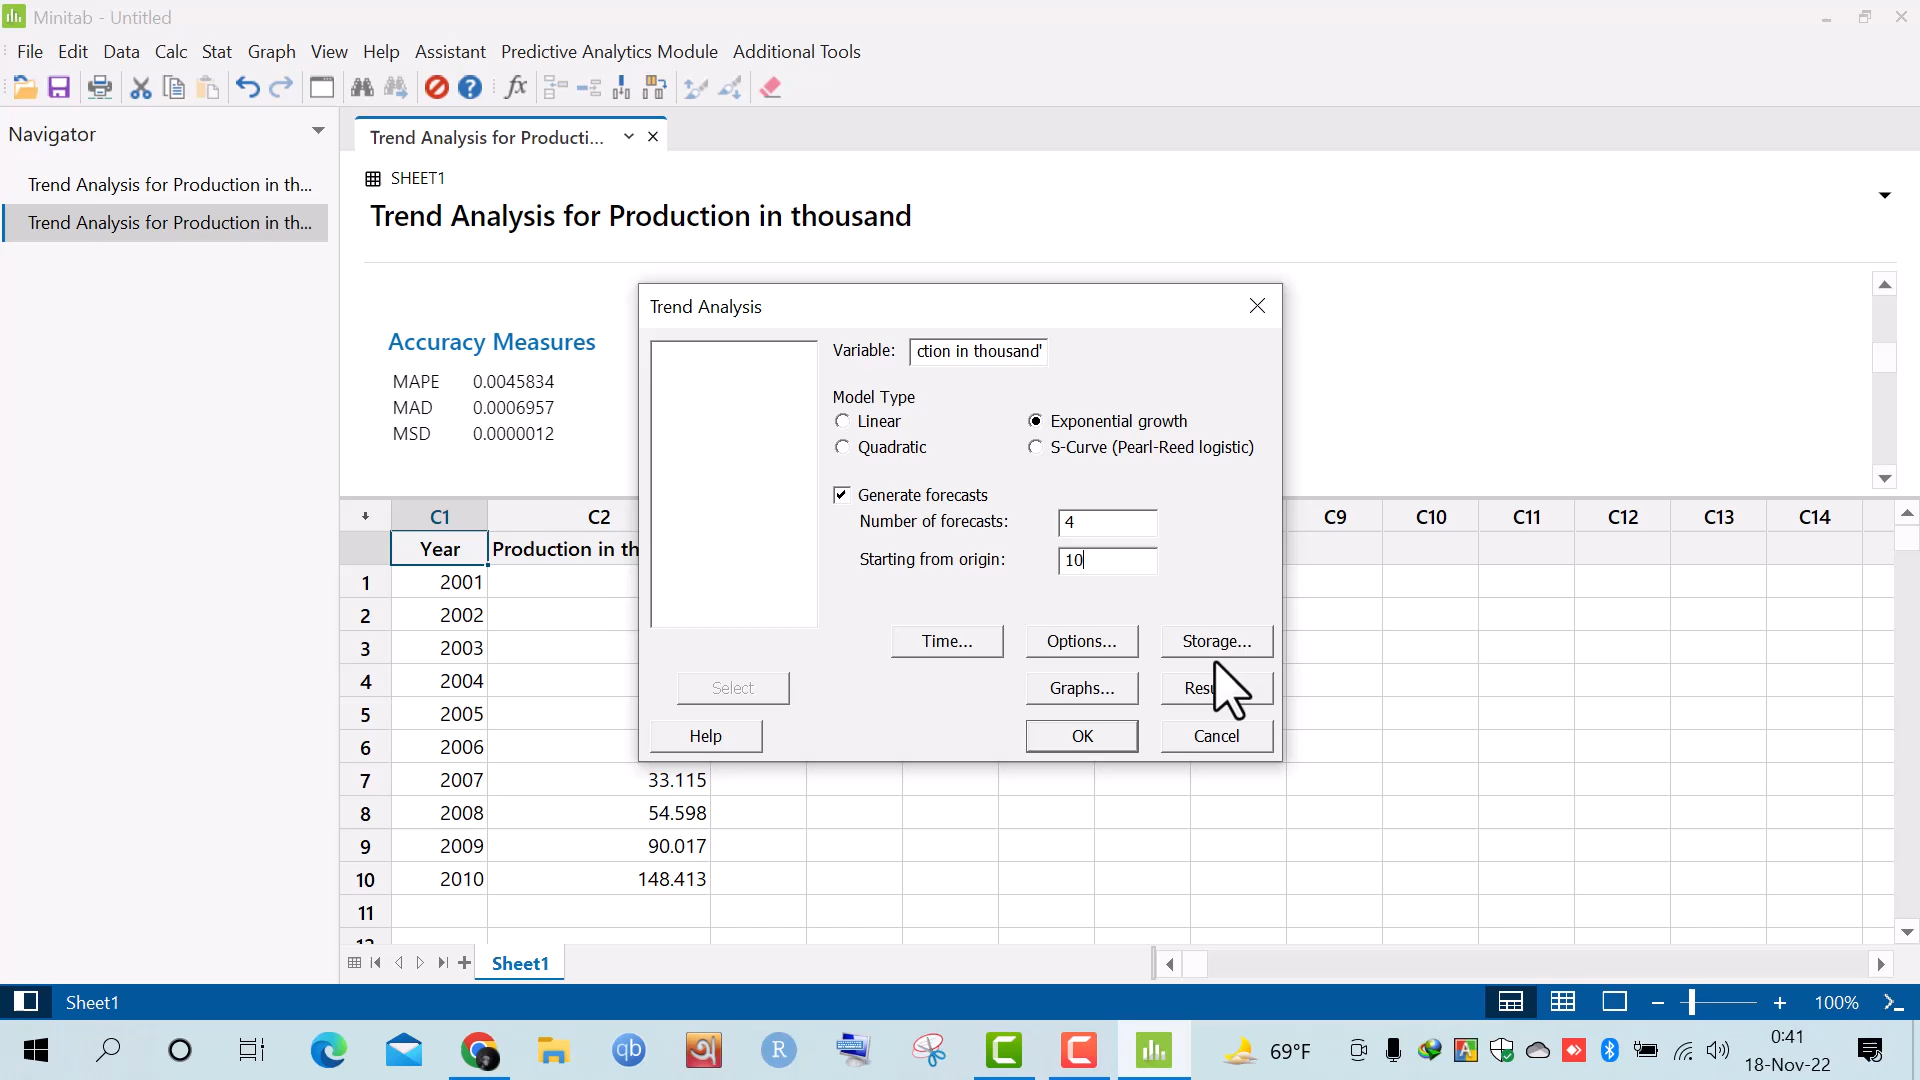 Minitab - Untitled
File Edit Data Calc Stat Graph View Help Assistant Predictive Analytics Module Additional Tools
Navigator
Trend Analysis for Production in th...
Trend Analysis for Production in th...
Trend Analysis for Producti...
SHEET1
Trend Analysis for Production in thousand
Accuracy Measures
MAPE 0.0045834
MAD 0.0006957
MSD 0.0000012
Trend Analysis
Variable: ction in thousand'
Model Type
Linear Exponential growth
Quadratic S-Curve (Pearl-Reed logistic)
Generate forecasts
Number of forecasts: 4
Starting from origin: 10
Time... Options... Storage...
Select Graphs...
Help OK Cancel
C1 C2 C9 C10 C11 C12 C13 C14
Year Production in th
1 2001
2 2002
3 2003
4 2004
5 2005
6 2006
7 2007 33.115
8 2008 54.598
9 2009 90.017
10 2010 148.413
11
Sheet1
Sheet1 100%
69°F
0:41
18-Nov-22